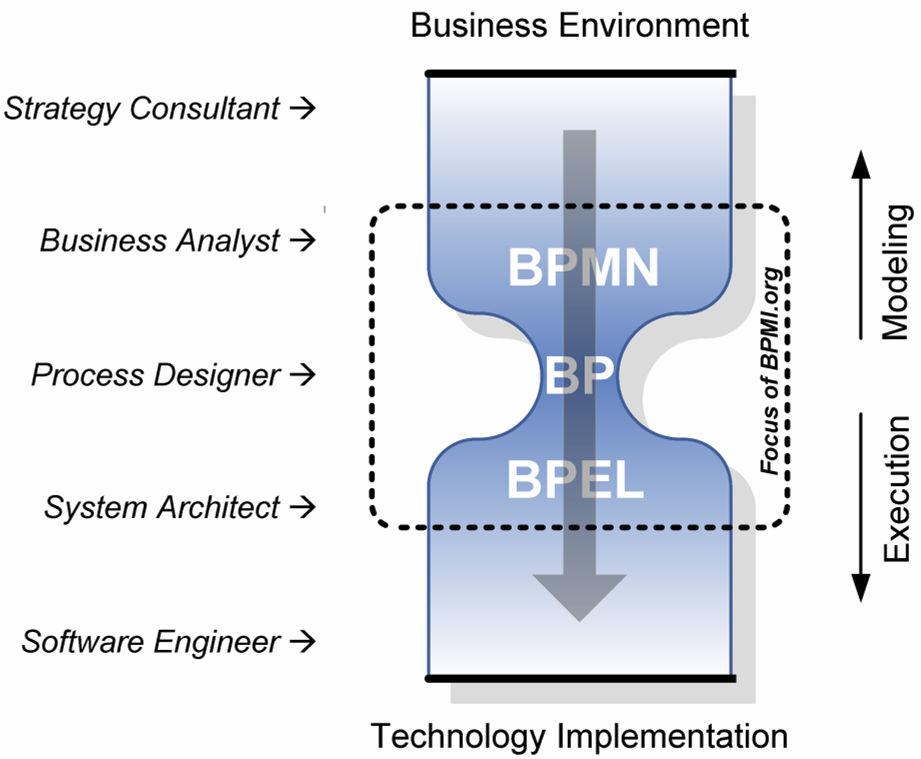 Business Environment
Strategy Consultant →
Business Analyst →
BPMN
Process Designer →
BP
System Architect →
BPEL
Software Engineer →
Focus of BPMI.org
Modeling
Execution
Technology Implementation